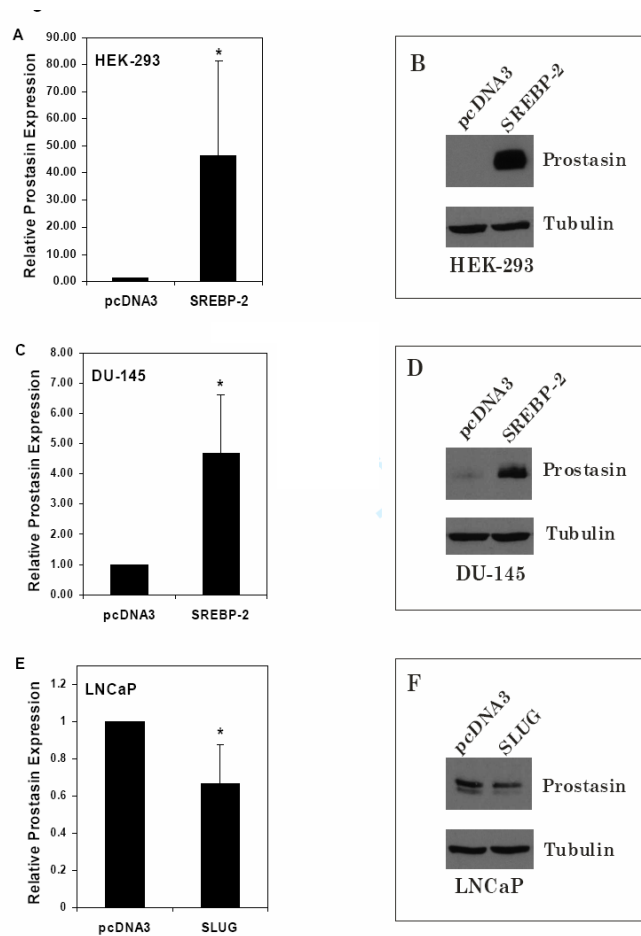 A
HEK-293
*
Relative Prostasin Expression
90.00
80.00
70.00
60.00
50.00
40.00
30.00
20.00
10.00
0.00
pcDNA3 SREBP-2
B
pcDNA3
SREBP-2
Prostasin
Tubulin
HEK-293
C
DU-145
*
Relative Prostasin Expression
8.00
7.00
6.00
5.00
4.00
3.00
2.00
1.00
0.00
pcDNA3 SREBP-2
D
pcDNA3
SREBP-2
Prostasin
Tubulin
DU-145
E
LNCaP
*
Relative Prostasin Expression
1.2
1
0.8
0.6
0.4
0.2
0
pcDNA3 SLUG
F
pcDNA3
SLUG
Prostasin
Tubulin
LNCaP